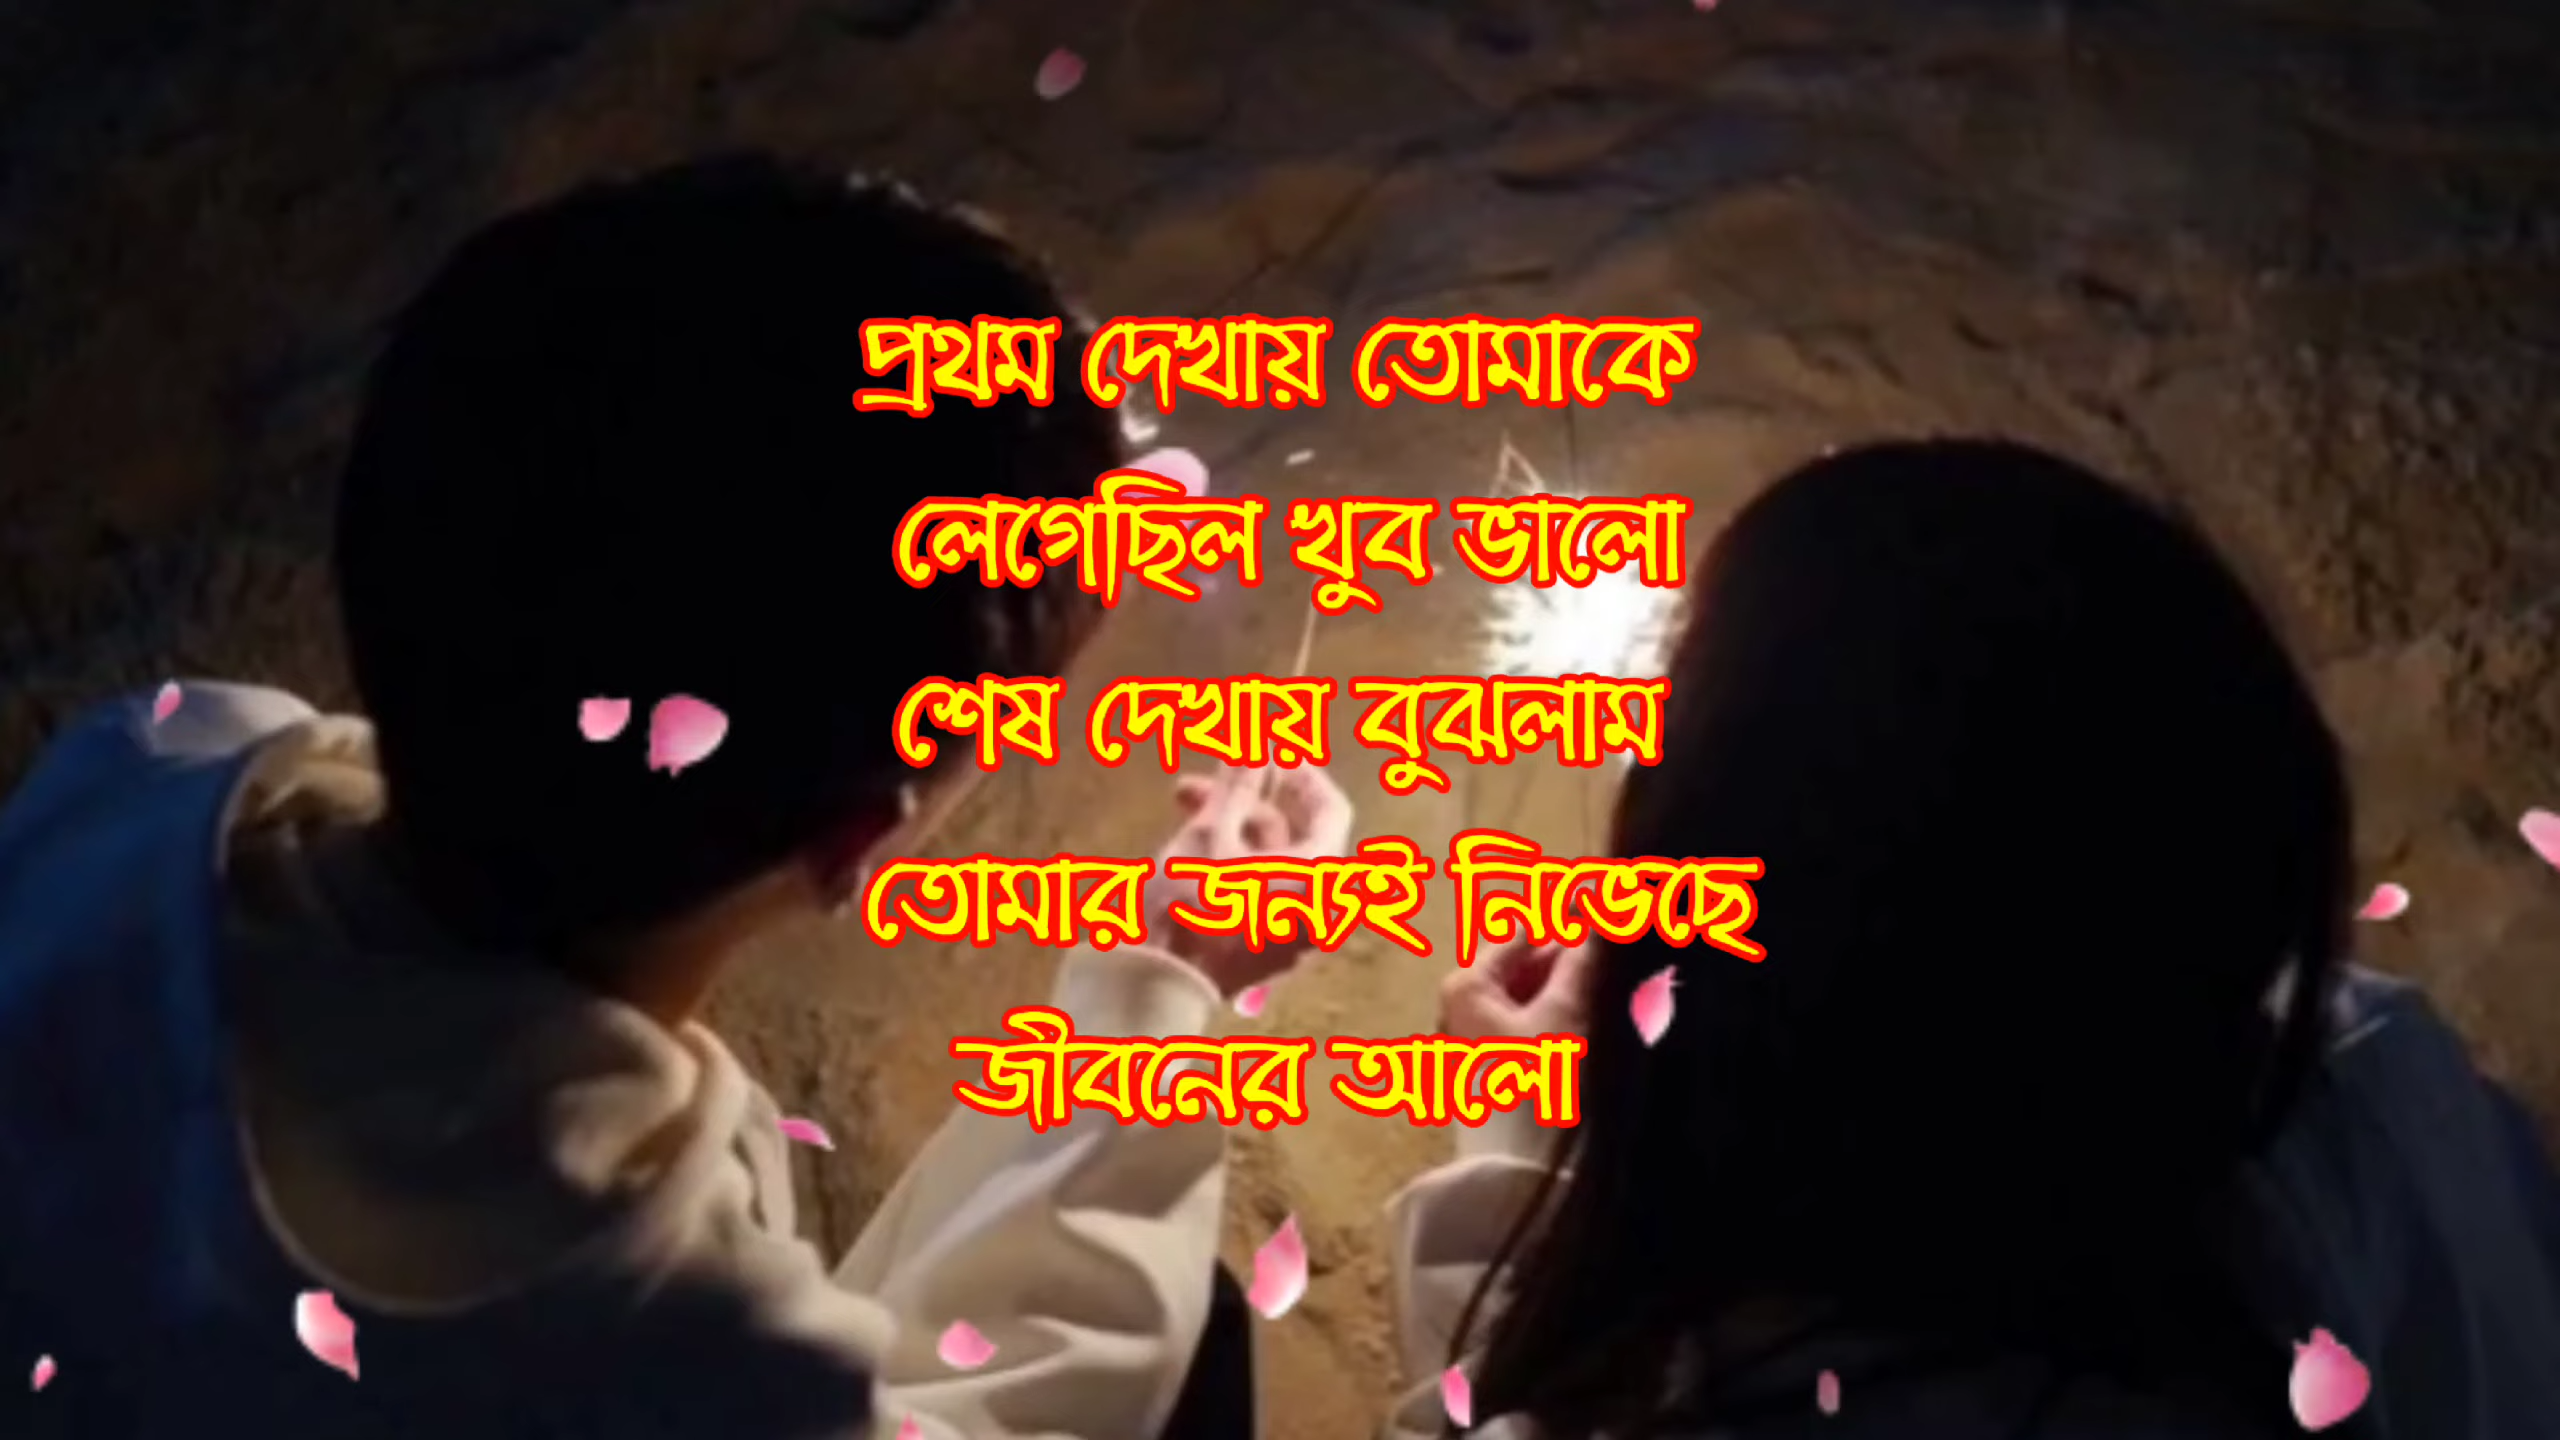 প্রথম দেখায় তোমাকে
লেগেছিল খুব ভালো
শেষ দেখায় বুঝলাম
তোমার জন্যই নিভেছে
জীবনের আলো